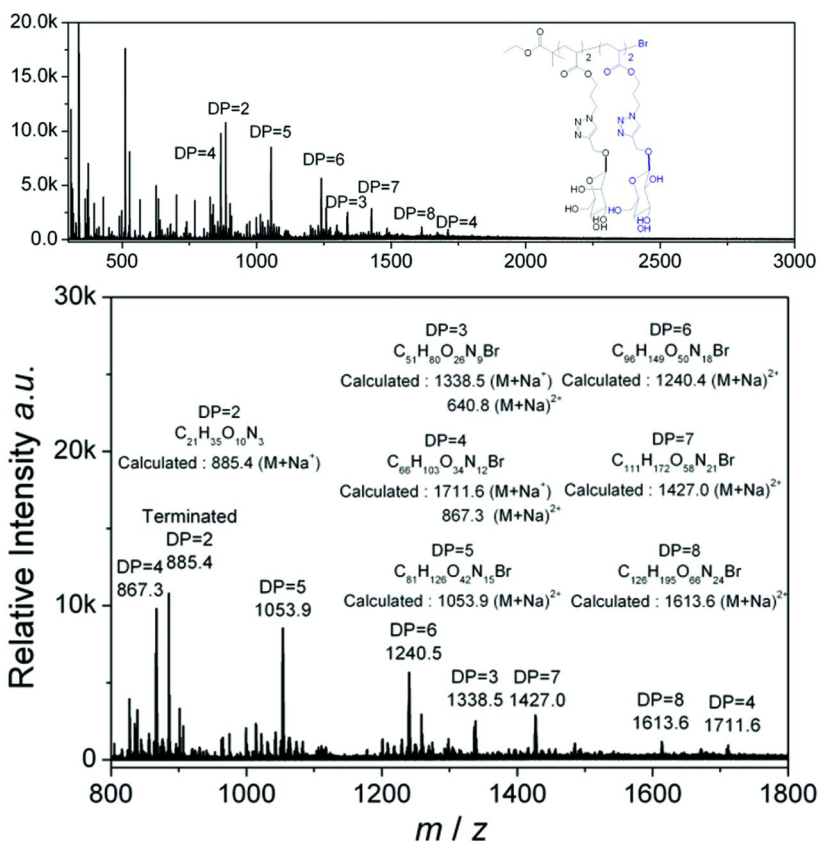 20.0k
15.0k
10.0k
5.0k
0.0
DP=2
DP=4
DP=5
DP=6
DP=3
DP=7
DP=8
DP=4
500
1000
1500
2000
2500
3000
O
O
2
2
Br
O
O
O
O
N
N
N
N
N
N
O
O
O
OH
HO
HO
HO
OH
O
OH
HO
HO
OH
30k
20k
10k
0
Relative Intensity a.u.
DP=2
C₂₁H₃₅O₁₀N₃
Calculated : 885.4 (M+Na⁺)
DP=3
C₅₁H₈₀O₂₆N₉Br
Calculated : 1338.5 (M+Na⁺)
640.8 (M+Na)²⁺
DP=4
C₆₆H₁₀₃O₃₄N₁₂Br
Calculated : 1711.6 (M+Na⁺)
867.3 (M+Na)²⁺
DP=5
C₈₁H₁₂₆O₄₂N₁₅Br
Calculated : 1053.9 (M+Na)²⁺
DP=6
C₉₆H₁₄₉O₅₀N₁₈Br
Calculated : 1240.4 (M+Na)²⁺
DP=7
C₁₁₁H₁₇₂O₅₈N₂₁Br
Calculated : 1427.0 (M+Na)²⁺
DP=8
C₁₂₆H₁₉₅O₆₆N₂₄Br
Calculated : 1613.6 (M+Na)²⁺
DP=4
867.3
Terminated
DP=2
885.4
DP=5
1053.9
DP=6
1240.5
DP=3
1338.5
DP=7
1427.0
DP=8
1613.6
DP=4
1711.6
800
1000
1200
1400
1600
1800
m / z